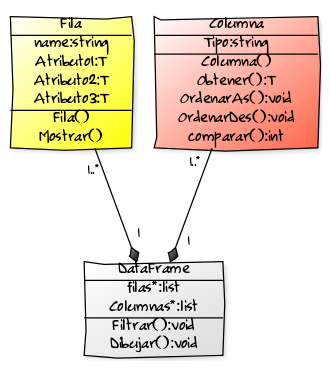 Fila
name:string
Atributo1:T
Atributo2:T
Atributo3:T
Fila()
Mostrar()
Columna
Tipo:string
Columna()
Obtener():T
OrdenarAs():void
OrdenarDes():void
comparar():int
1..*
1..*
1
1
DataFrame
filas*:list
Columnas*:list
Filtrar():void
Dibujar():void